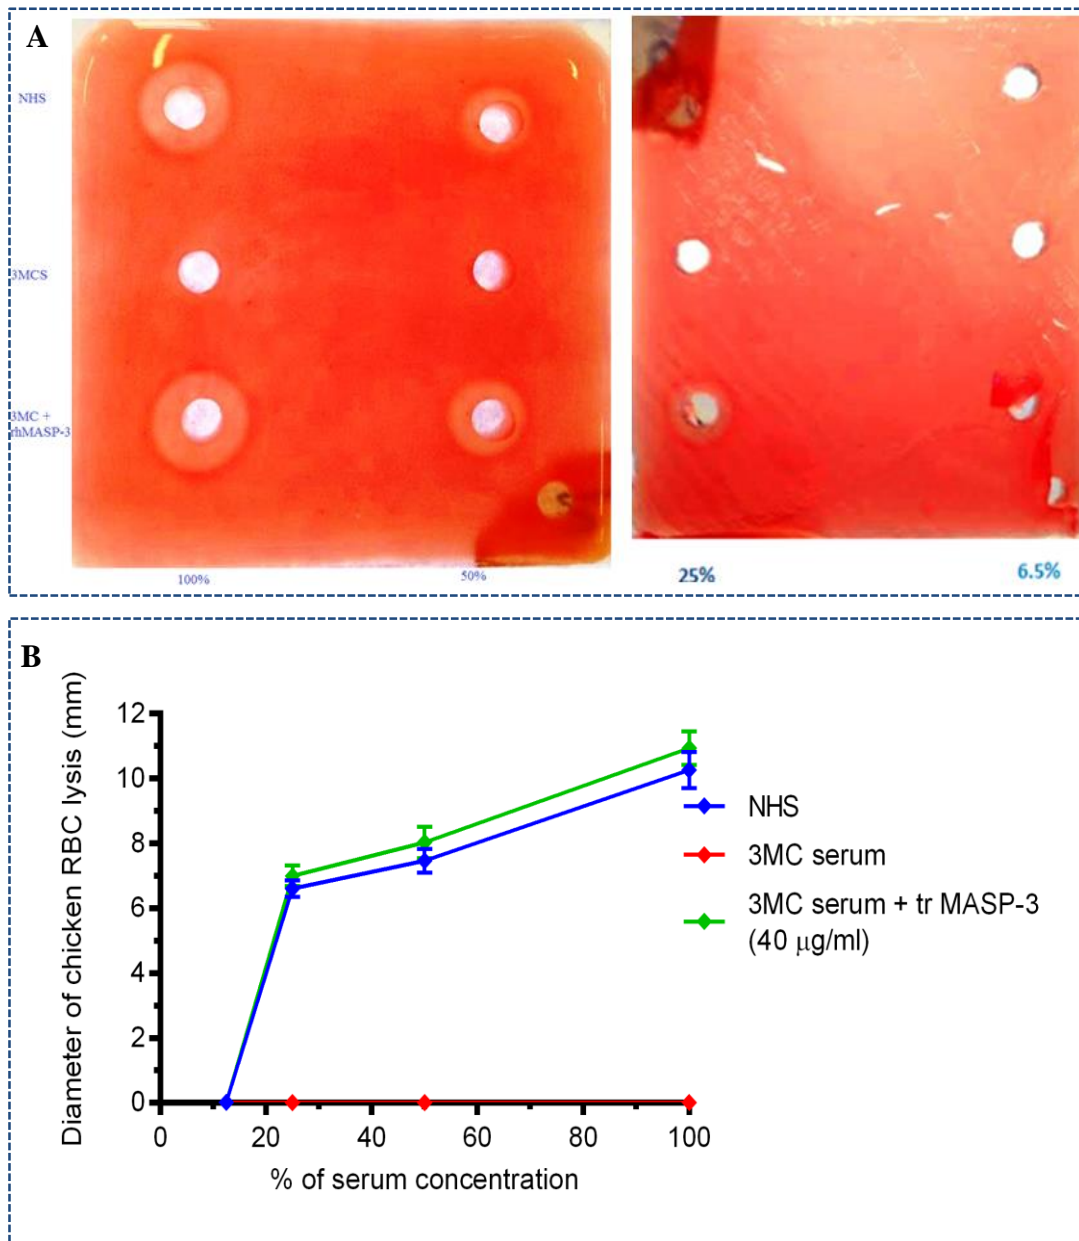 A
NHS
3MCS
3MC +
rhMASP-3
100%
50%
25%
6.5%
B
Diameter of chicken RBC lysis (mm)
12
10
8
6
4
2
0
0 20 40 60 80 100
% of serum concentration
NHS
3MC serum
3MC serum + tr MASP-3
(40 μg/ml)